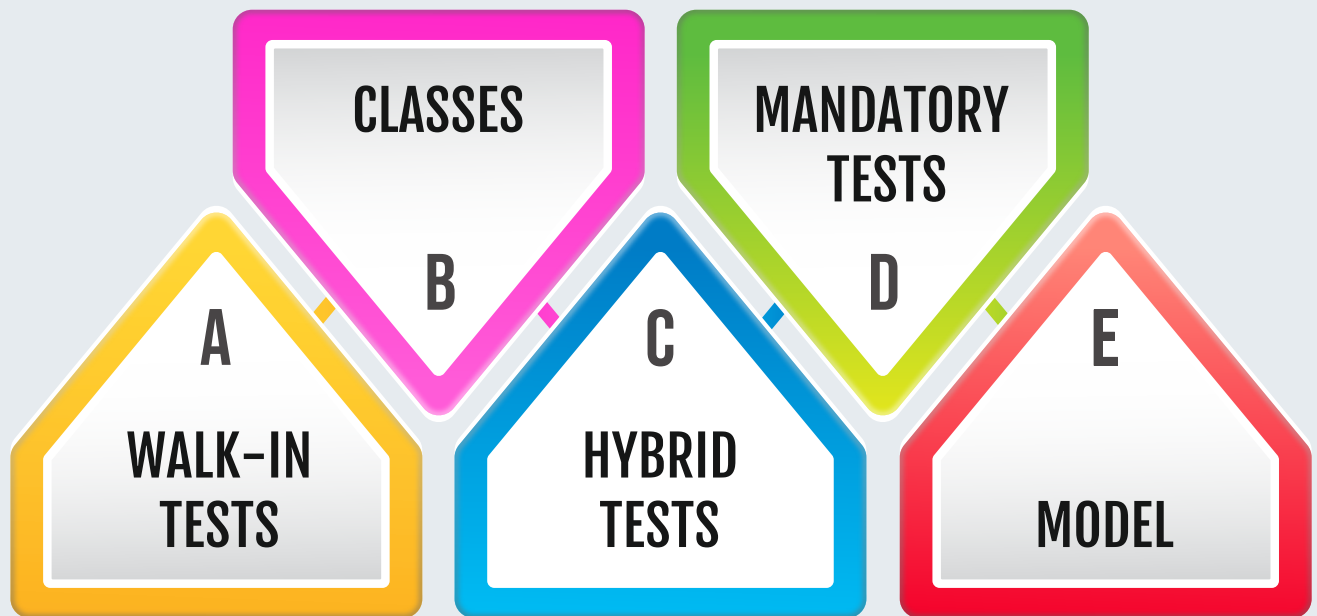 A
WALK-IN
TESTS
CLASSES
B
C
HYBRID
TESTS
MANDATORY
TESTS
D
E
MODEL